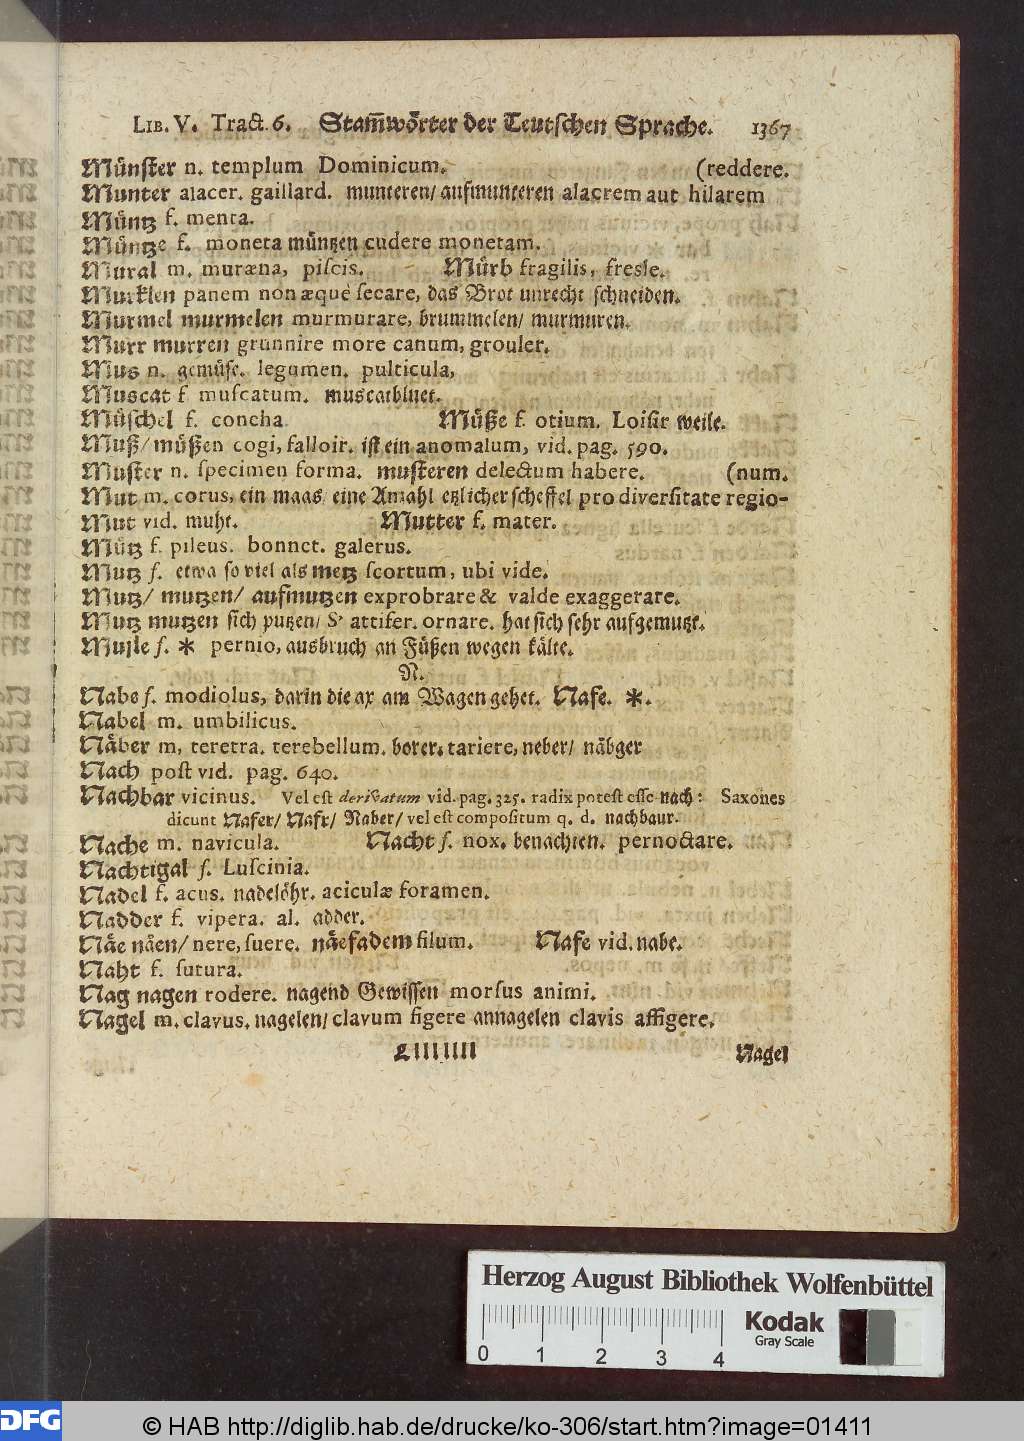 LIB. V. Tract. 6. Stam̃wörter der Teutschen Sprache. 1367
Münster n. templum Dominicum. (reddere.
Munter alacer. gaillard. munteren/ aufmunteren alacrem aut hilarem
Müntz f. menta.
Müntze f. moneta müntzen cudere monetam.
Mural m. muræna, piscis. Mürb fragilis, fresle.
Murklen panem non æquè secare, das Brot unrecht schneiden.
Murmel murmelen murmurare, brummelen/ murmuren.
Murr murren grunnire more canum, grouler.
Mus n. gemüse. legumen. pulticula,
Muscat f muscatum. muscatbluet.
Müschel f. concha Müße f. otium. Loisir weile.
Muß/ müßen cogi, falloir. ist ein anomalum, vid. pag. 590.
Muster n. specimen forma. musteren delectum habere. (num.
Mut m. corus, ein maas eine Anzahl etzlicher scheffel pro diversitate regio-
Mut vid. muht. Mutter f. mater.
Mütz f. pileus. bonnet. galerus.
Mutz f. etwa so viel als metz scortum, ubi vide.
Mutz/ mutzen/ aufmutzen exprobrare & valde exaggerare.
Mutz mutzen sich putzen/ S' attifer. ornare. hat sich sehr aufgemutzt.
Muile f. * pernio, ausbruch an Füßen wegen kälte.
N.
Nabe f. modiolus, darin die ax am Wagen gehet. Nafe. *.
Nabel m. umbilicus.
Näber m, teretra. terebellum. borer. tariere, neber/ näbger
Nach post vid. pag. 640.
Nachbar vicinus. Vel est derivatum vid. pag. 325. radix potest esse nach: Saxones
dicunt Nafer/ Nafr/ Naber/ vel est compositum q. d. nachbaur.
Nache m. navicula. Nacht f. nox. benachten. pernoctare.
Nachtigal f. Luscinia.
Nadel f. acus. nadelöhr. aciculæ foramen.
Nadder f. vipera. al. adder.
Näe näen/ nere, suere. näefadem filum. Nafe vid. nabe.
Naht f. sutura.
Nag nagen rodere. nagend Gewissen morsus animi.
Nagel m. clavus. nagelen/ clavum figere annagelen clavis affigere.
Nagel
Herzog August Bibliothek Wolfenbüttel
Kodak
Gray Scale
0 1 2 3 4
DFG
© HAB http://diglib.hab.de/drucke/ko-306/start.htm?image=01411